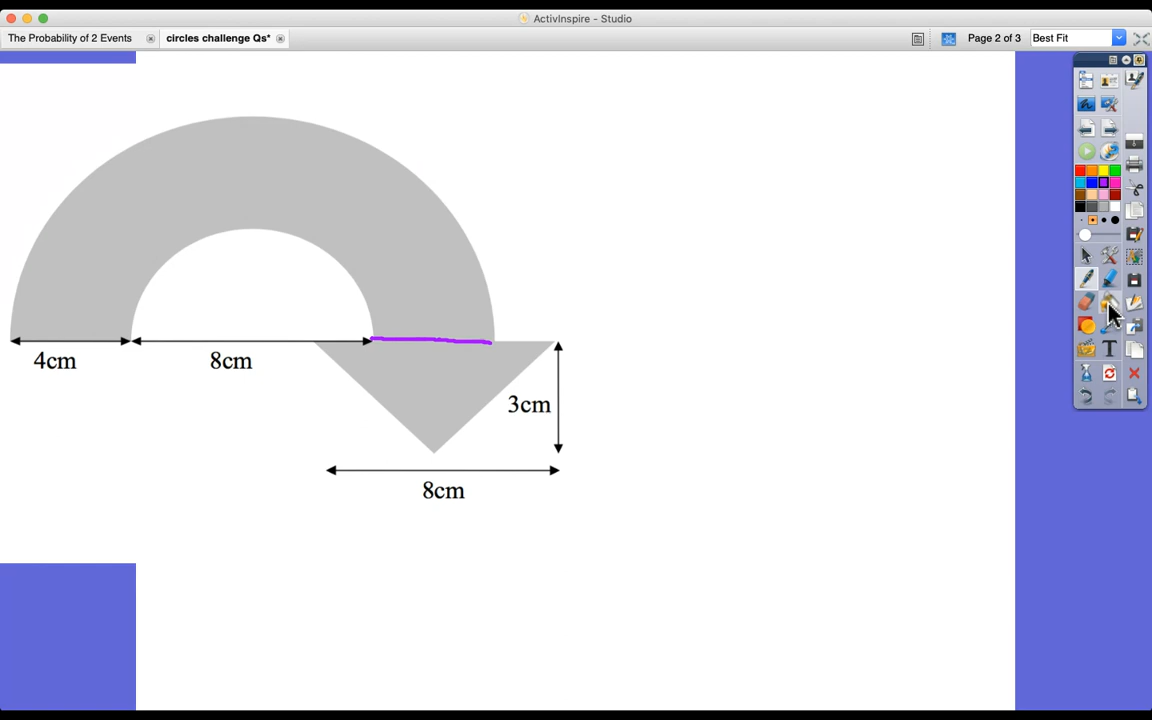 ActivInspire - Studio
The Probability of 2 Events
circles challenge Qs*
Page 2 of 3
Best Fit
4cm
8cm
3cm
8cm